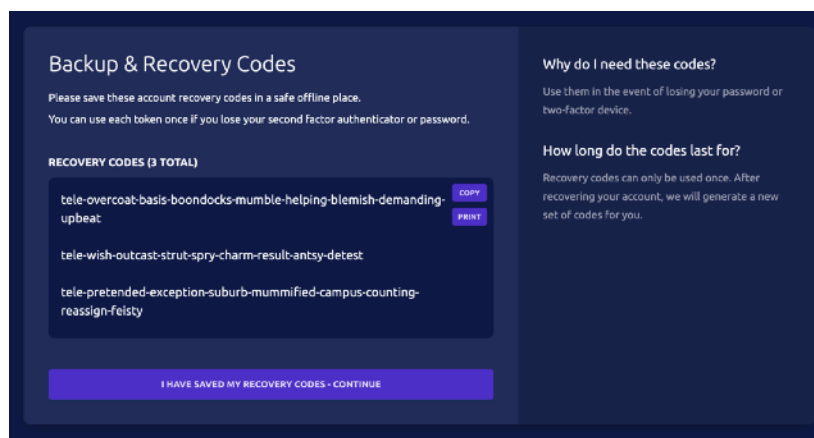 Backup & Recovery Codes
Please save these account recovery codes in a safe offline place.
You can use each token once if you lose your second factor authenticator or password.
RECOVERY CODES (3 TOTAL)
tele-overcoat-basis-boondocks-mumble-helping-blemish-demanding-
upbeat
COPY
PRINT
tele-wish-outcast-strut-spry-charm-result-antsy-detest
tele-pretended-exception-suburb-mummified-campus-counting-
reassign-feisty
I HAVE SAVED MY RECOVERY CODES - CONTINUE
Why do I need these codes?
Use them in the event of losing your password or
two-factor device.
How long do the codes last for?
Recovery codes can only be used once. After
recovering your account, we will generate a new
set of codes for you.